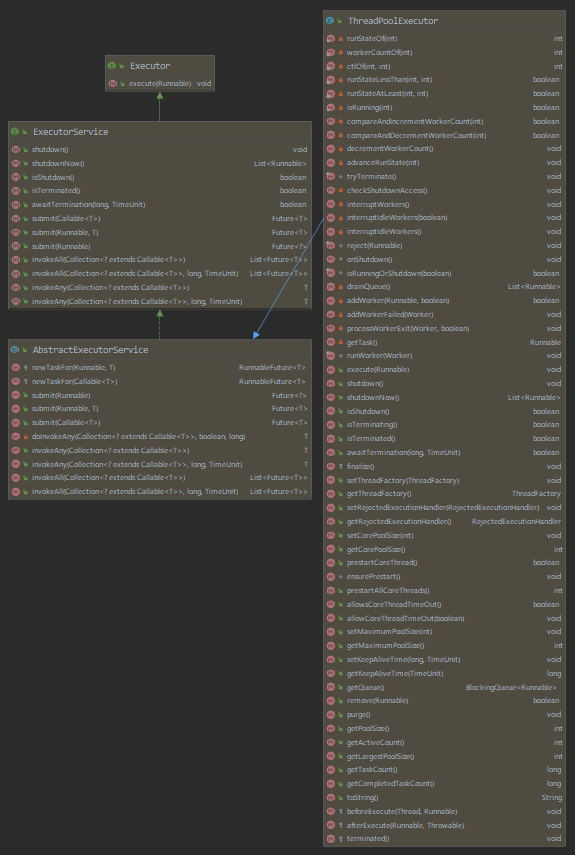 Executor
execute(Runnable) void
ExecutorService
shutdown() void
shutdownNow() List<Runnable>
isShutdown() boolean
isTerminated() boolean
awaitTermination(long, TimeUnit) boolean
submit(Callable<T>) Future<T>
submit(Runnable, T) Future<T>
submit(Runnable) Future<?>
invokeAll(Collection<? extends Callable<T>>) List<Future<T>>
invokeAll(Collection<? extends Callable<T>>, long, TimeUnit) List<Future<T>>
invokeAny(Collection<? extends Callable<T>>) T
invokeAny(Collection<? extends Callable<T>>, long, TimeUnit) T
AbstractExecutorService
newTaskFor(Runnable, T) RunnableFuture<T>
newTaskFor(Callable<T>) RunnableFuture<T>
submit(Runnable) Future<?>
submit(Runnable, T) Future<T>
submit(Callable<T>) Future<T>
doInvokeAny(Collection<? extends Callable<T>>, boolean, long) T
invokeAny(Collection<? extends Callable<T>>) T
invokeAny(Collection<? extends Callable<T>>, long, TimeUnit) T
invokeAll(Collection<? extends Callable<T>>) List<Future<T>>
invokeAll(Collection<? extends Callable<T>>, long, TimeUnit) List<Future<T>>
ThreadPoolExecutor
runStateOf(int) int
workerCountOf(int) int
ctlOf(int, int) int
runStateLessThan(int, int) boolean
runStateAtLeast(int, int) boolean
isRunning(int) boolean
compareAndIncrementWorkerCount(int) boolean
compareAndDecrementWorkerCount(int) boolean
decrementWorkerCount() void
advanceRunState(int) void
tryTerminate() void
checkShutdownAccess() void
interruptWorkers() void
interruptIdleWorkers(boolean) void
interruptIdleWorkers() void
reject(Runnable) void
onShutdown() void
isRunningOrShutdown(boolean) boolean
drainQueue() List<Runnable>
addWorker(Runnable, boolean) boolean
addWorkerFailed(Worker) void
processWorkerExit(Worker, boolean) void
getTask() Runnable
runWorker(Worker) void
execute(Runnable) void
shutdown() void
shutdownNow() List<Runnable>
isShutdown() boolean
isTerminating() boolean
isTerminated() boolean
awaitTermination(long, TimeUnit) boolean
finalize() void
setThreadFactory(ThreadFactory) void
getThreadFactory() ThreadFactory
setRejectedExecutionHandler(RejectedExecutionHandler) void
getRejectedExecutionHandler() RejectedExecutionHandler
setCorePoolSize(int) void
getCorePoolSize() int
prestartCoreThread() boolean
ensurePrestart() void
prestartAllCoreThreads() int
allowsCoreThreadTimeOut() boolean
allowCoreThreadTimeOut(boolean) void
setMaximumPoolSize(int) void
getMaximumPoolSize() int
setKeepAliveTime(long, TimeUnit) void
getKeepAliveTime(TimeUnit) long
getQueue() BlockingQueue<Runnable>
remove(Runnable) boolean
purge() void
getPoolSize() int
getActiveCount() int
getLargestPoolSize() int
getTaskCount() long
getCompletedTaskCount() long
toString() String
beforeExecute(Thread, Runnable) void
afterExecute(Runnable, Throwable) void
terminated() void